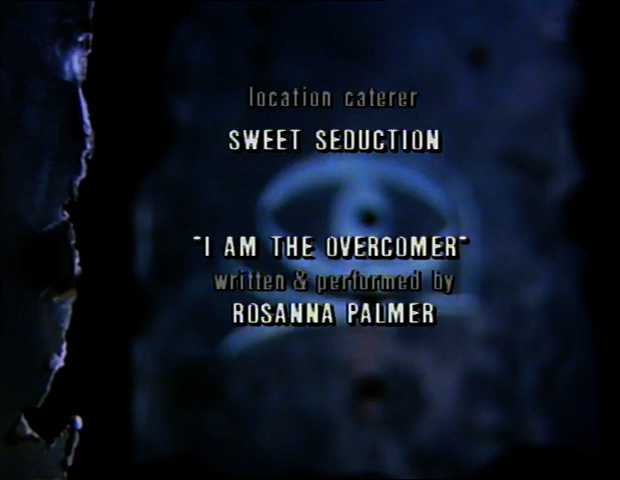 location caterer
SWEET SEDUCTION
"I AM THE OVERCOMER"
written & performed by
ROSANNA PALMER